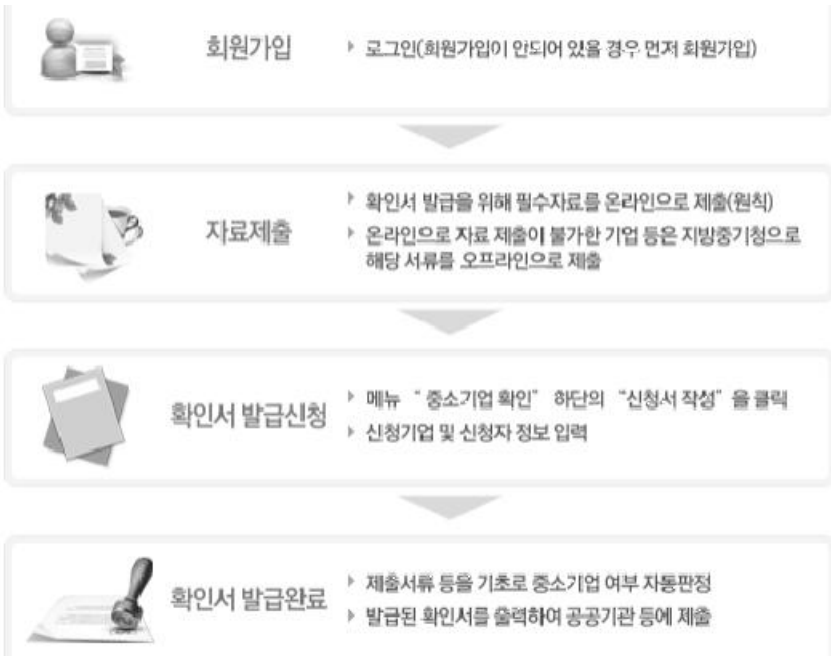 회원가입
로그인(회원가입이 안되어 있을 경우 먼저 회원가입)
자료제출
확인서 발급을 위해 필수자료를 온라인으로 제출(원칙)
온라인으로 자료 제출이 불가한 기업 등은 지방중기청으로
해당 서류를 오프라인으로 제출
확인서 발급신청
메뉴 “ 중소기업 확인” 하단의 “신청서 작성” 을 클릭
신청기업 및 신청자 정보 입력
확인서 발급완료
제출서류 등을 기초로 중소기업 여부 자동판정
발급된 확인서를 출력하여 공공기관 등에 제출